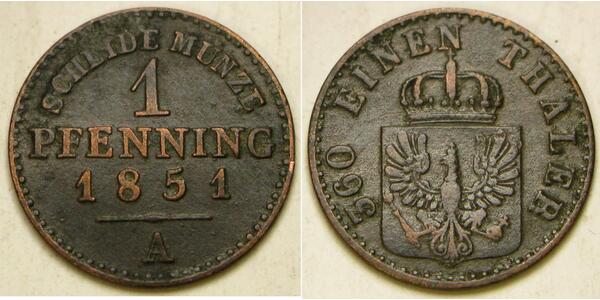 SCHEIDE MÜNZE
1
PFENNING
1851
A
360 EINEN THALER